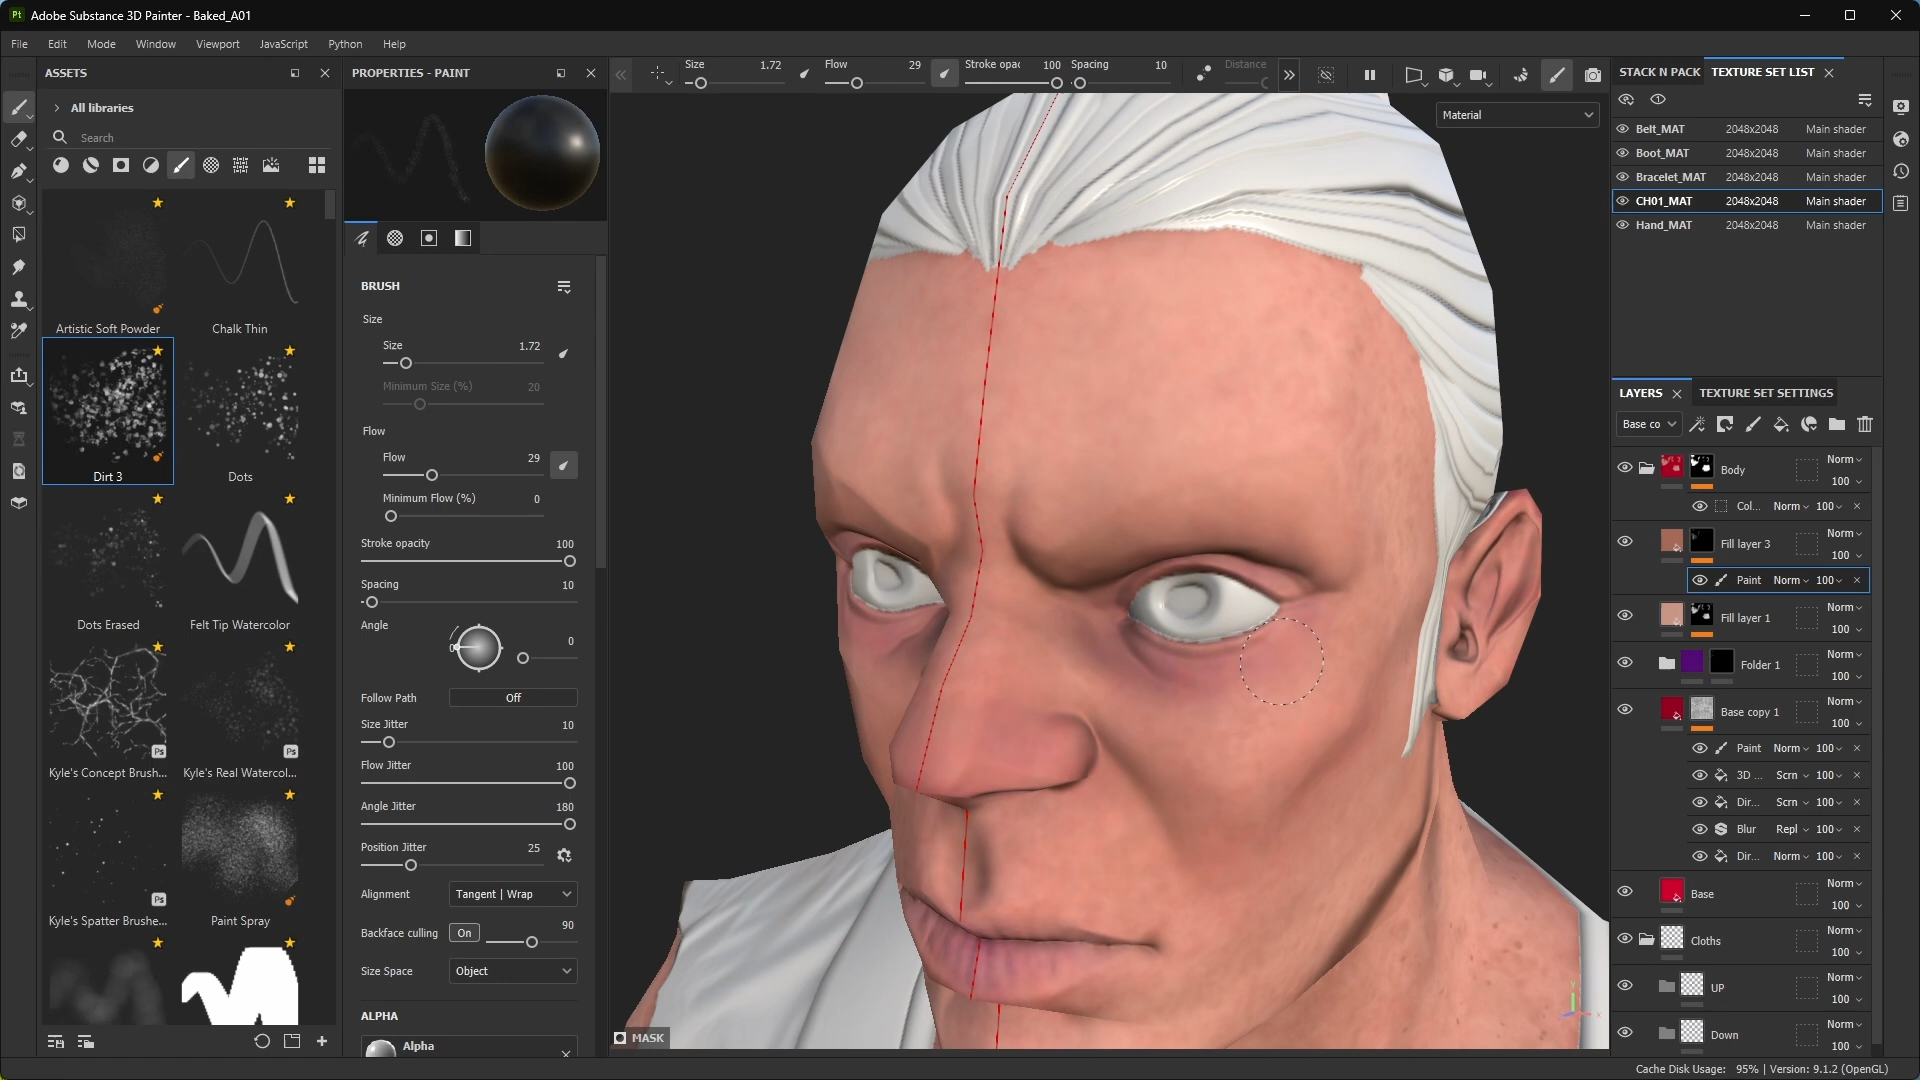 Pt Adobe Substance 3D Painter - Baked_A01
File Edit Mode Window Viewport JavaScript Python Help
ASSETS
All libraries
Search
Artistic Soft Powder
Chalk Thin
Dirt 3
Dots
Dots Erased
Felt Tip Watercolor
Kyle's Concept Brush...
Kyle's Real Watercol...
Kyle's Spatter Brushe...
Paint Spray
Ps
Ps
Ps
PROPERTIES - PAINT
BRUSH
Size
Size 1.72
Minimum Size (%) 20
Flow
Flow 29
Minimum Flow (%) 0
Stroke opacity 100
Spacing 10
Angle 0
0
Follow Path Off
Size Jitter 10
Flow Jitter 100
Angle Jitter 180
Position Jitter 25
Alignment Tangent | Wrap
Backface culling On 90
Size Space Object
ALPHA
Alpha
Size 1.72 Flow 29 Stroke opac 100 Spacing 10 Distance
Material
MASK
STACK N PACK TEXTURE SET LIST
Belt_MAT 2048x2048 Main shader
Boot_MAT 2048x2048 Main shader
Bracelet_MAT 2048x2048 Main shader
CH01_MAT 2048x2048 Main shader
Hand_MAT 2048x2048 Main shader
LAYERS TEXTURE SET SETTINGS
Base co
Body Norm 100
Col... Norm 100
Fill layer 3 Norm 100
Paint Norm 100
Fill layer 1 Norm 100
Folder 1 Norm 100
Base copy 1 Norm 100
Paint Norm 100
3D ... Scrn 100
Dir... Scrn 100
Blur Repl 100
Dir... Norm 100
Base Norm 100
Cloths Norm 100
UP Norm 100
Down Norm 100
Cache Disk Usage: 95% | Version: 9.1.2 (OpenGL)